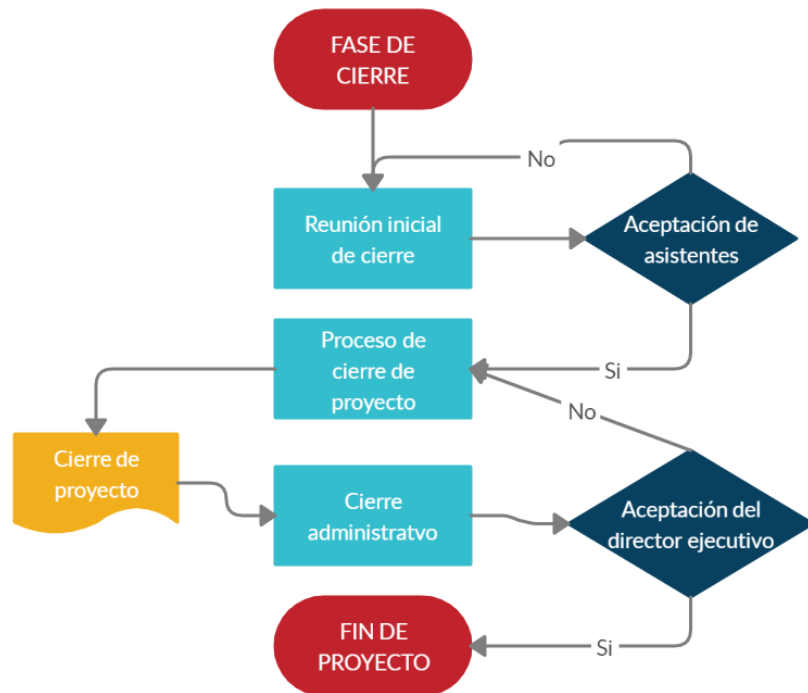 FASE DE
CIERRE
No
Reunión inicial
de cierre
Aceptación de
asistentes
Si
Proceso de
cierre de
proyecto
No
Cierre de
proyecto
Cierre
administratvo
Aceptación del
director ejecutivo
Si
FIN DE
PROYECTO